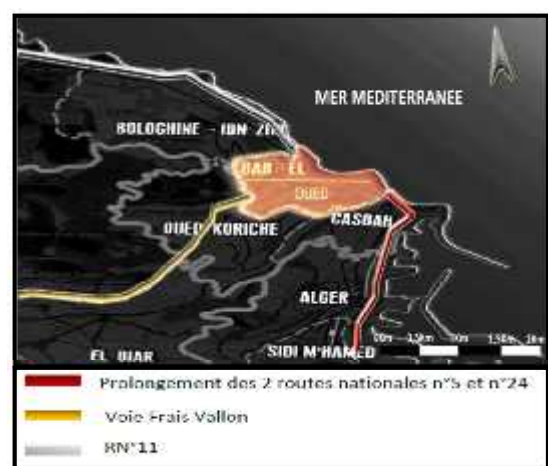 MER MEDITERRANEE
BOLOGHINE - IBN ZIRI
BAB EL
OUED
OUED KORICHE
CASBAH
ALGER
EL BIAR
SIDI M'HAMED
Prolongement des 2 routes nationales n°5 et n°24
Voie Frais Vallon
RN°11